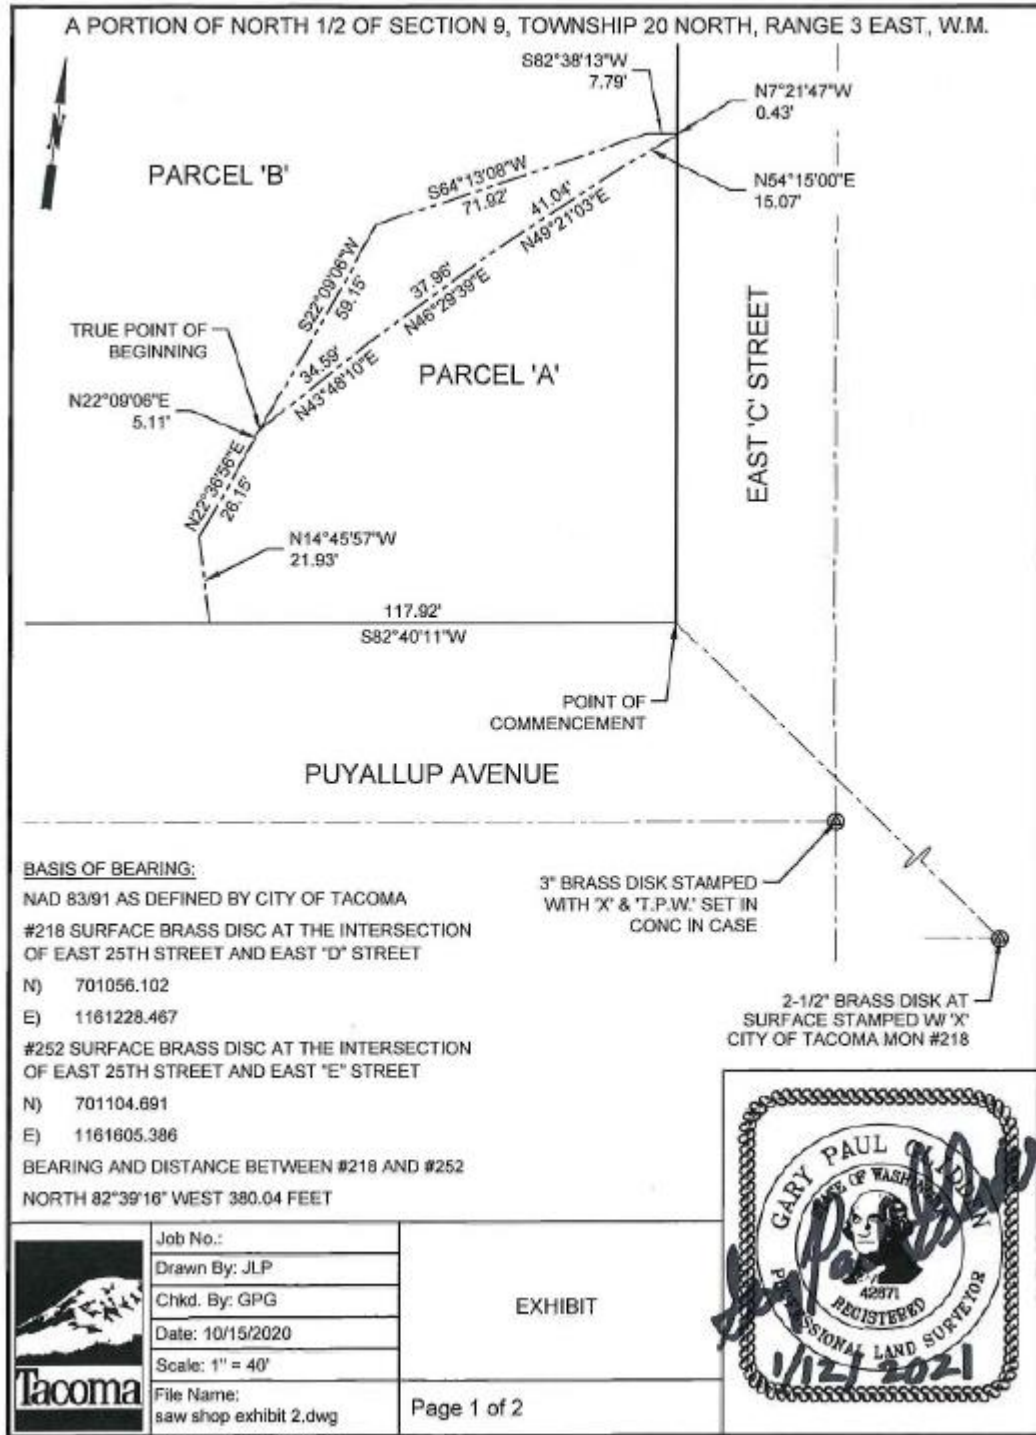 A PORTION OF NORTH 1/2 OF SECTION 9, TOWNSHIP 20 NORTH, RANGE 3 EAST, W.M.
S82°38'13"W
7.79'
N7°21'47"W
0.43'
N
PARCEL 'B'
S64°13'08"W
71.92'
41.04'
N49°21'03"E
N54°15'00"E
15.07'
S22°09'06"W
59.15'
37.96'
N46°29'39"E
EAST 'C' STREET
TRUE POINT OF
BEGINNING
34.59'
N43°48'10"E
PARCEL 'A'
N22°09'06"E
5.11'
N22°36'56"E
26.15'
N14°45'57"W
21.93'
117.92'
S82°40'11"W
POINT OF
COMMENCEMENT
PUYALLUP AVENUE
3" BRASS DISK STAMPED
WITH 'X' & 'T.P.W.' SET IN
CONC IN CASE
2-1/2" BRASS DISK AT
SURFACE STAMPED W/ 'X'
CITY OF TACOMA MON #218
BASIS OF BEARING:
NAD 83/91 AS DEFINED BY CITY OF TACOMA
#218 SURFACE BRASS DISC AT THE INTERSECTION
OF EAST 25TH STREET AND EAST "D" STREET
N) 701056.102
E) 1161228.467
#252 SURFACE BRASS DISC AT THE INTERSECTION
OF EAST 25TH STREET AND EAST "E" STREET
N) 701104.691
E) 1161605.386
BEARING AND DISTANCE BETWEEN #218 AND #252
NORTH 82°39'16" WEST 380.04 FEET
Tacoma
Job No.:
Drawn By: JLP
Chkd. By: GPG
Date: 10/15/2020
Scale: 1" = 40'
File Name:
saw shop exhibit 2.dwg
EXHIBIT
Page 1 of 2
GARY PAUL
OF WASHING
42671
REGISTERED
LAND SURVEYOR
1/12/2021